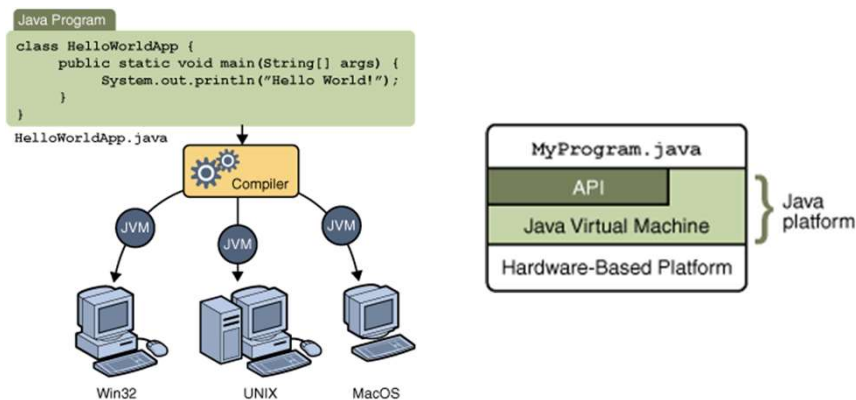 Java Program
class HelloWorldApp {
public static void main(String[] args) {
System.out.println("Hello World!");
}
}
HelloWorldApp.java
Compiler
JVM
JVM
JVM
Win32
UNIX
MacOS
MyProgram.java
API
Java Virtual Machine
Hardware-Based Platform
Java
platform